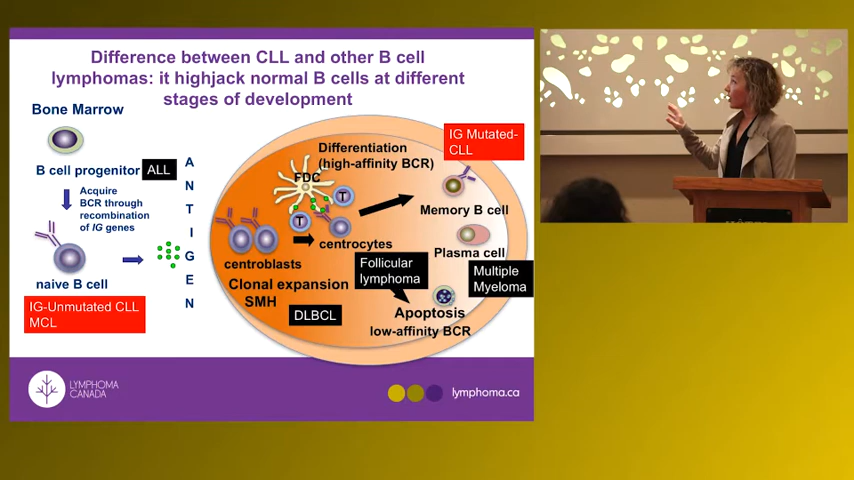 Difference between CLL and other B cell
lymphomas: it highjack normal B cells at different
stages of development
Bone Marrow
B cell progenitor
ALL
Acquire
BCR through
recombination
of IG genes
naive B cell
IG-Unmutated CLL
MCL
A
N
T
I
G
E
N
Differentiation
(high-affinity BCR)
FDC
T
T
centrocytes
centroblasts
Clonal expansion
SMH
DLBCL
Follicular
lymphoma
IG Mutated-
CLL
Memory B cell
Plasma cell
Multiple
Myeloma
Apoptosis
low-affinity BCR
LYMPHOMA
CANADA
lymphoma.ca